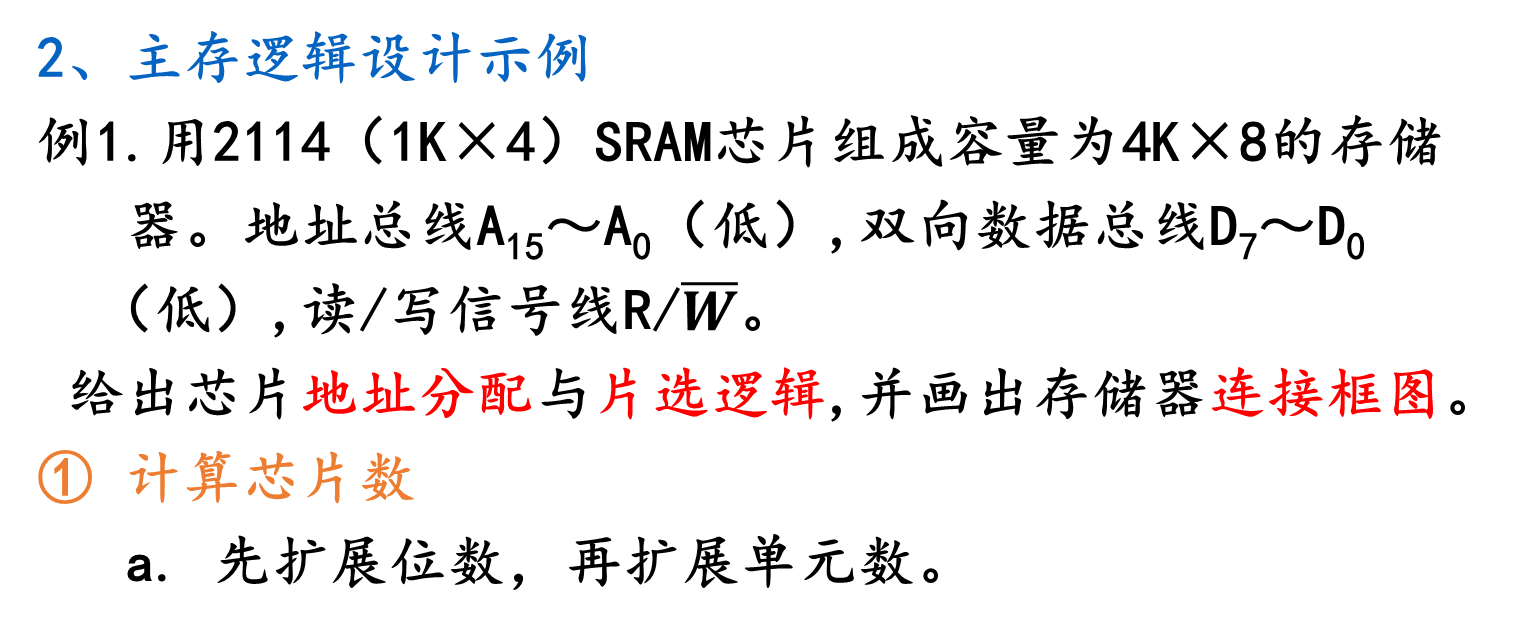 2、主存逻辑设计示例
例1.用2114（1K×4）SRAM芯片组成容量为4K×8的存储
器。地址总线A₁₅～A₀（低）,双向数据总线D₇～D₀
（低）,读/写信号线R/W̅。
给出芯片地址分配与片选逻辑,并画出存储器连接框图。
① 计算芯片数
a. 先扩展位数，再扩展单元数。